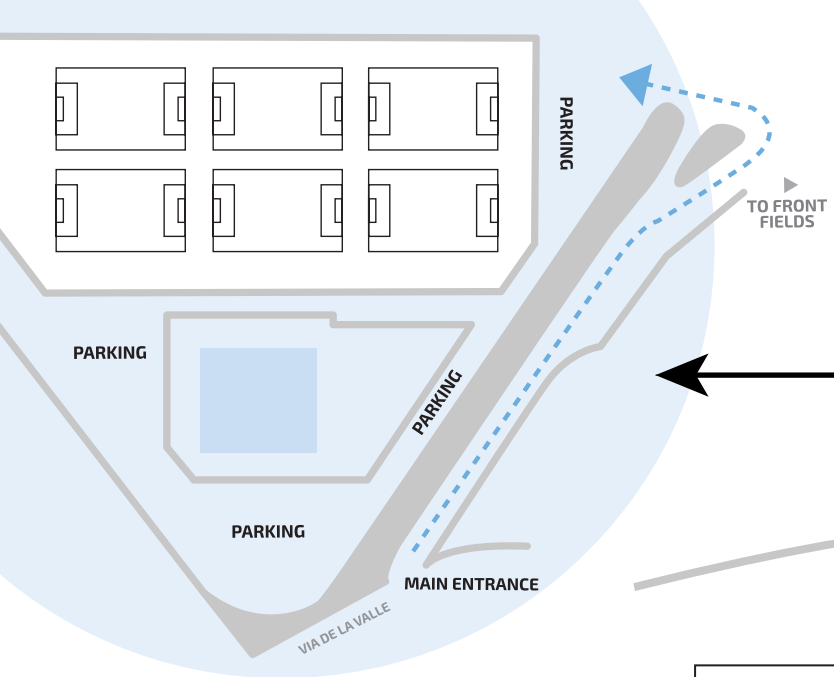 PARKING
TO FRONT
FIELDS
PARKING
PARKING
PARKING
MAIN ENTRANCE
VIA DE LA VALLE